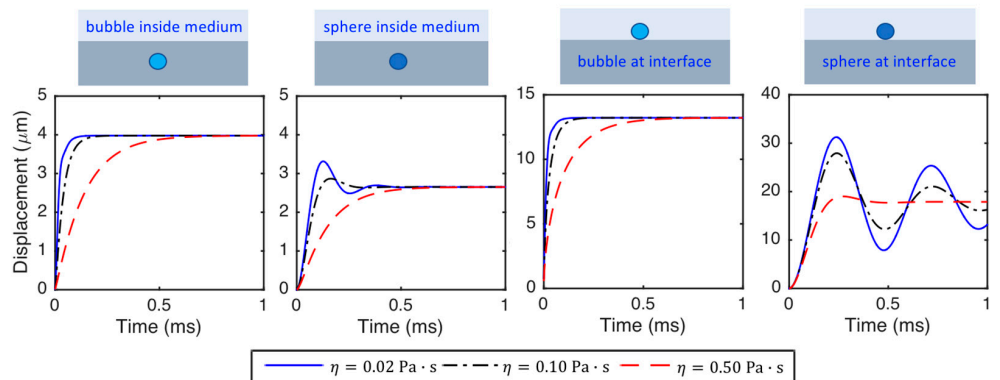 bubble inside medium
sphere inside medium
bubble at interface
sphere at interface
Displacement (μm)
5
4
3
2
1
0
0 0.5 1
Time (ms)
5
4
3
2
1
0
0 0.5 1
Time (ms)
15
10
5
0
0 0.5 1
Time (ms)
40
30
20
10
0
0 0.5 1
Time (ms)
η = 0.02 Pa · s η = 0.10 Pa · s η = 0.50 Pa · s